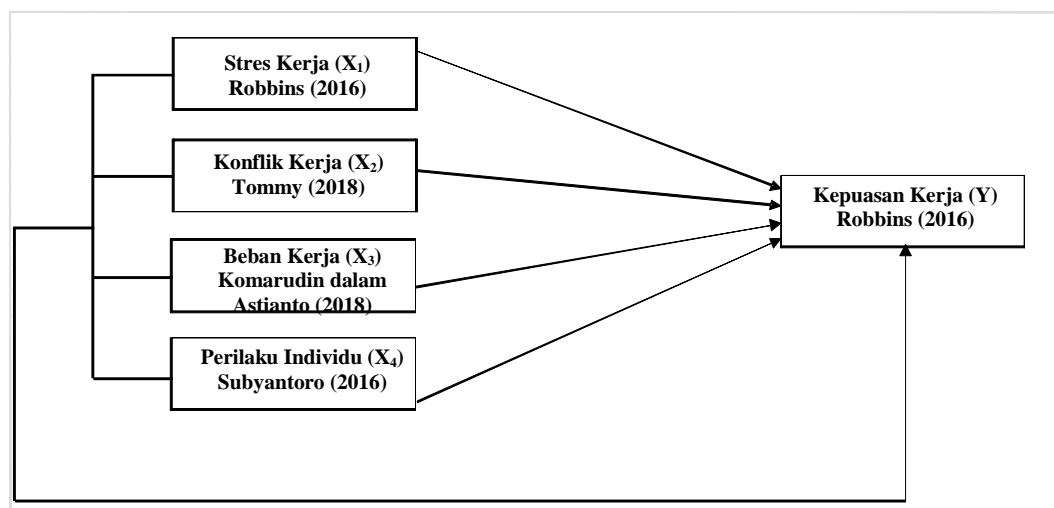 Stres Kerja (X₁)
Robbins (2016)
Konflik Kerja (X₂)
Tommy (2018)
Beban Kerja (X₃)
Komarudin dalam
Astianto (2018)
Perilaku Individu (X₄)
Subyantoro (2016)
Kepuasan Kerja (Y)
Robbins (2016)